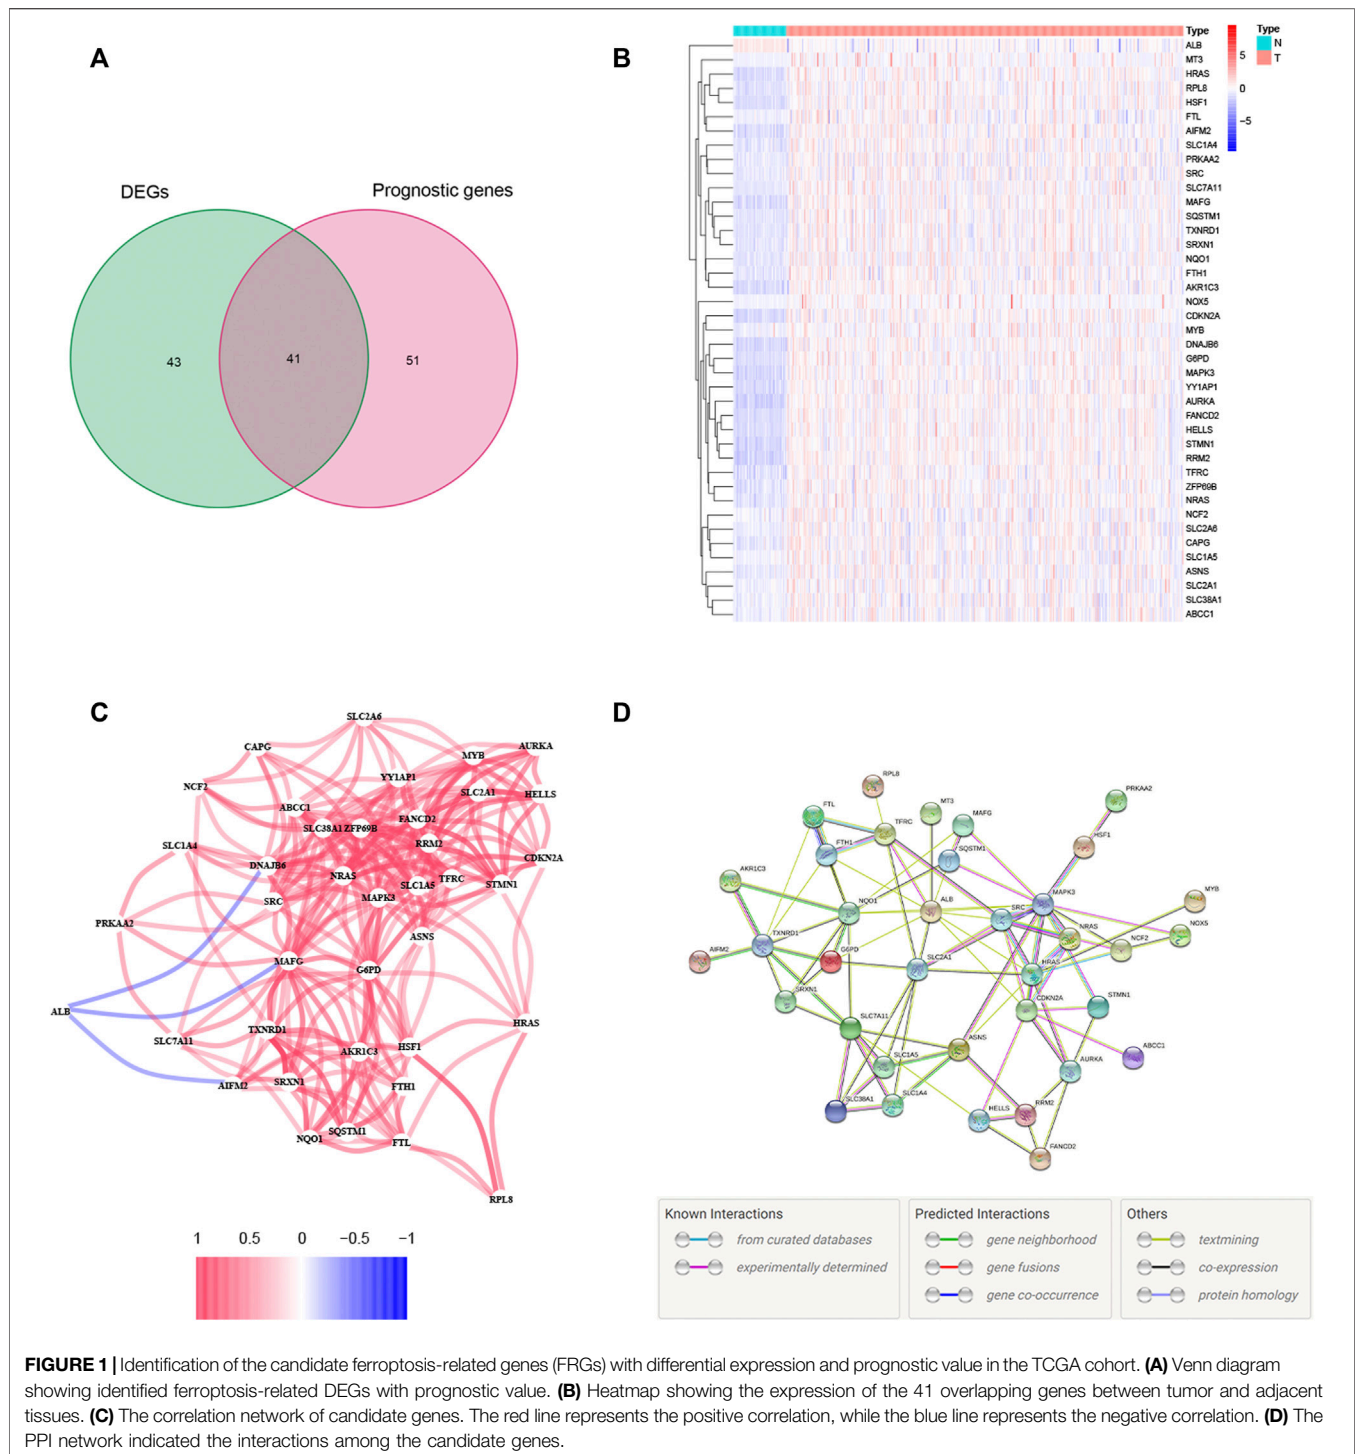 A
DEGs
Prognostic genes
43
41
51
B
Type
ALB
MT3
HRAS
RPL8
HSF1
FTL
AIFM2
SLC1A4
PRKAA2
SRC
SLC7A11
MAFG
SQSTM1
TXNRD1
SRXN1
NQO1
FTH1
AKR1C3
NOX5
CDKN2A
MYB
DNAJB6
G6PD
MAPK3
YY1AP1
AURKA
FANCD2
HELLS
STMN1
RRM2
TFRC
ZFP69B
NRAS
NCF2
SLC2A6
CAPG
SLC1A5
ASNS
SLC2A1
SLC38A1
ABCC1
5
0
−5
Type
N
T
C
SLC2A6
CAPG
MYB
AURKA
NCF2
YY1AP1
SLC2A1
HELLS
ABCC1
SLC38A1
ZFP69B
FANCD2
RRM2
SLC1A4
DNAJB6
CDKN2A
NRAS
SLC1A5
TFRC
STMN1
SRC
MAPK3
PRKAA2
ASNS
MAFG
G6PD
ALB
TXNRD1
HRAS
SLC7A11
AKR1C3
HSF1
AIFM2
SRXN1
FTH1
NQO1
SQSTM1
FTL
RPL8
1 0.5 0 −0.5 −1
D
RPL8
PRKAA2
FTL
TFRC
MT3
MAFG
HSF1
FTH1
SQSTM1
AKR1C3
MAPK3
MYB
NQO1
ALB
SRC
NRAS
NOX5
TXNRD1
NCF2
AIFM2
G6PD
SLC2A1
HRAS
SRXN1
CDKN2A
STMN1
SLC7A11
ASNS
ABCC1
SLC1A5
AURKA
SLC38A1
SLC1A4
HELLS
RRM2
FANCD2
Known Interactions
from curated databases
experimentally determined
Predicted Interactions
gene neighborhood
gene fusions
gene co-occurrence
Others
textmining
co-expression
protein homology
FIGURE 1 | Identification of the candidate ferroptosis-related genes (FRGs) with differential expression and prognostic value in the TCGA cohort. (A) Venn diagram
showing identified ferroptosis-related DEGs with prognostic value. (B) Heatmap showing the expression of the 41 overlapping genes between tumor and adjacent
tissues. (C) The correlation network of candidate genes. The red line represents the positive correlation, while the blue line represents the negative correlation. (D) The
PPI network indicated the interactions among the candidate genes.